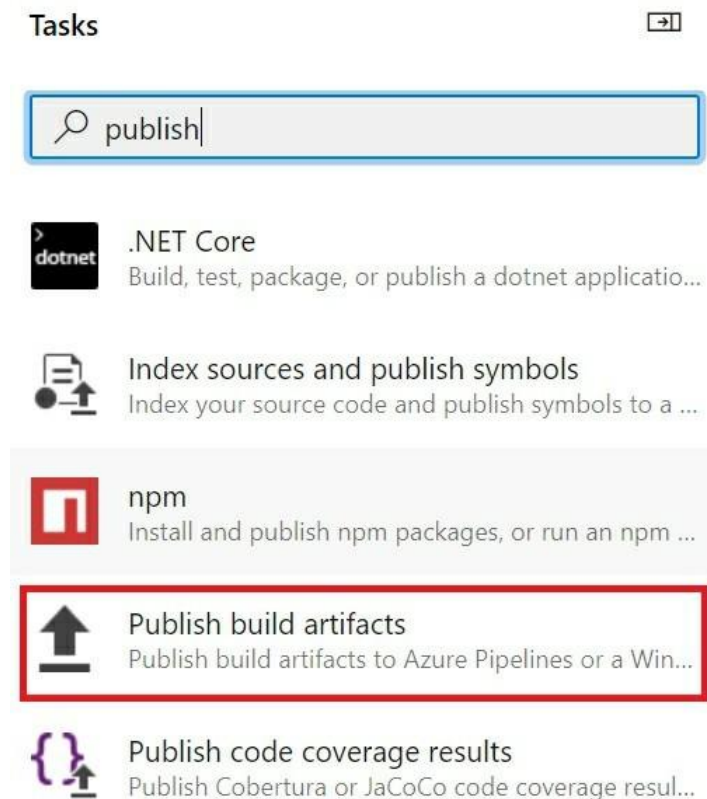 Tasks
publish
>
dotnet
.NET Core
Build, test, package, or publish a dotnet applicatio...
Index sources and publish symbols
Index your source code and publish symbols to a ...
npm
Install and publish npm packages, or run an npm ...
Publish build artifacts
Publish build artifacts to Azure Pipelines or a Win...
{}
Publish code coverage results
Publish Cobertura or JaCoCo code coverage resul...